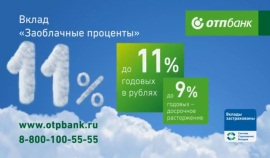 Вклад
«Заоблачные проценты»
отпбанк
11%
до 11%
годовых
в рублях
до 9%
годовых –
досрочное
расторжение
Вклады
застрахованы
www.otpbank.ru
8-800-100-55-55